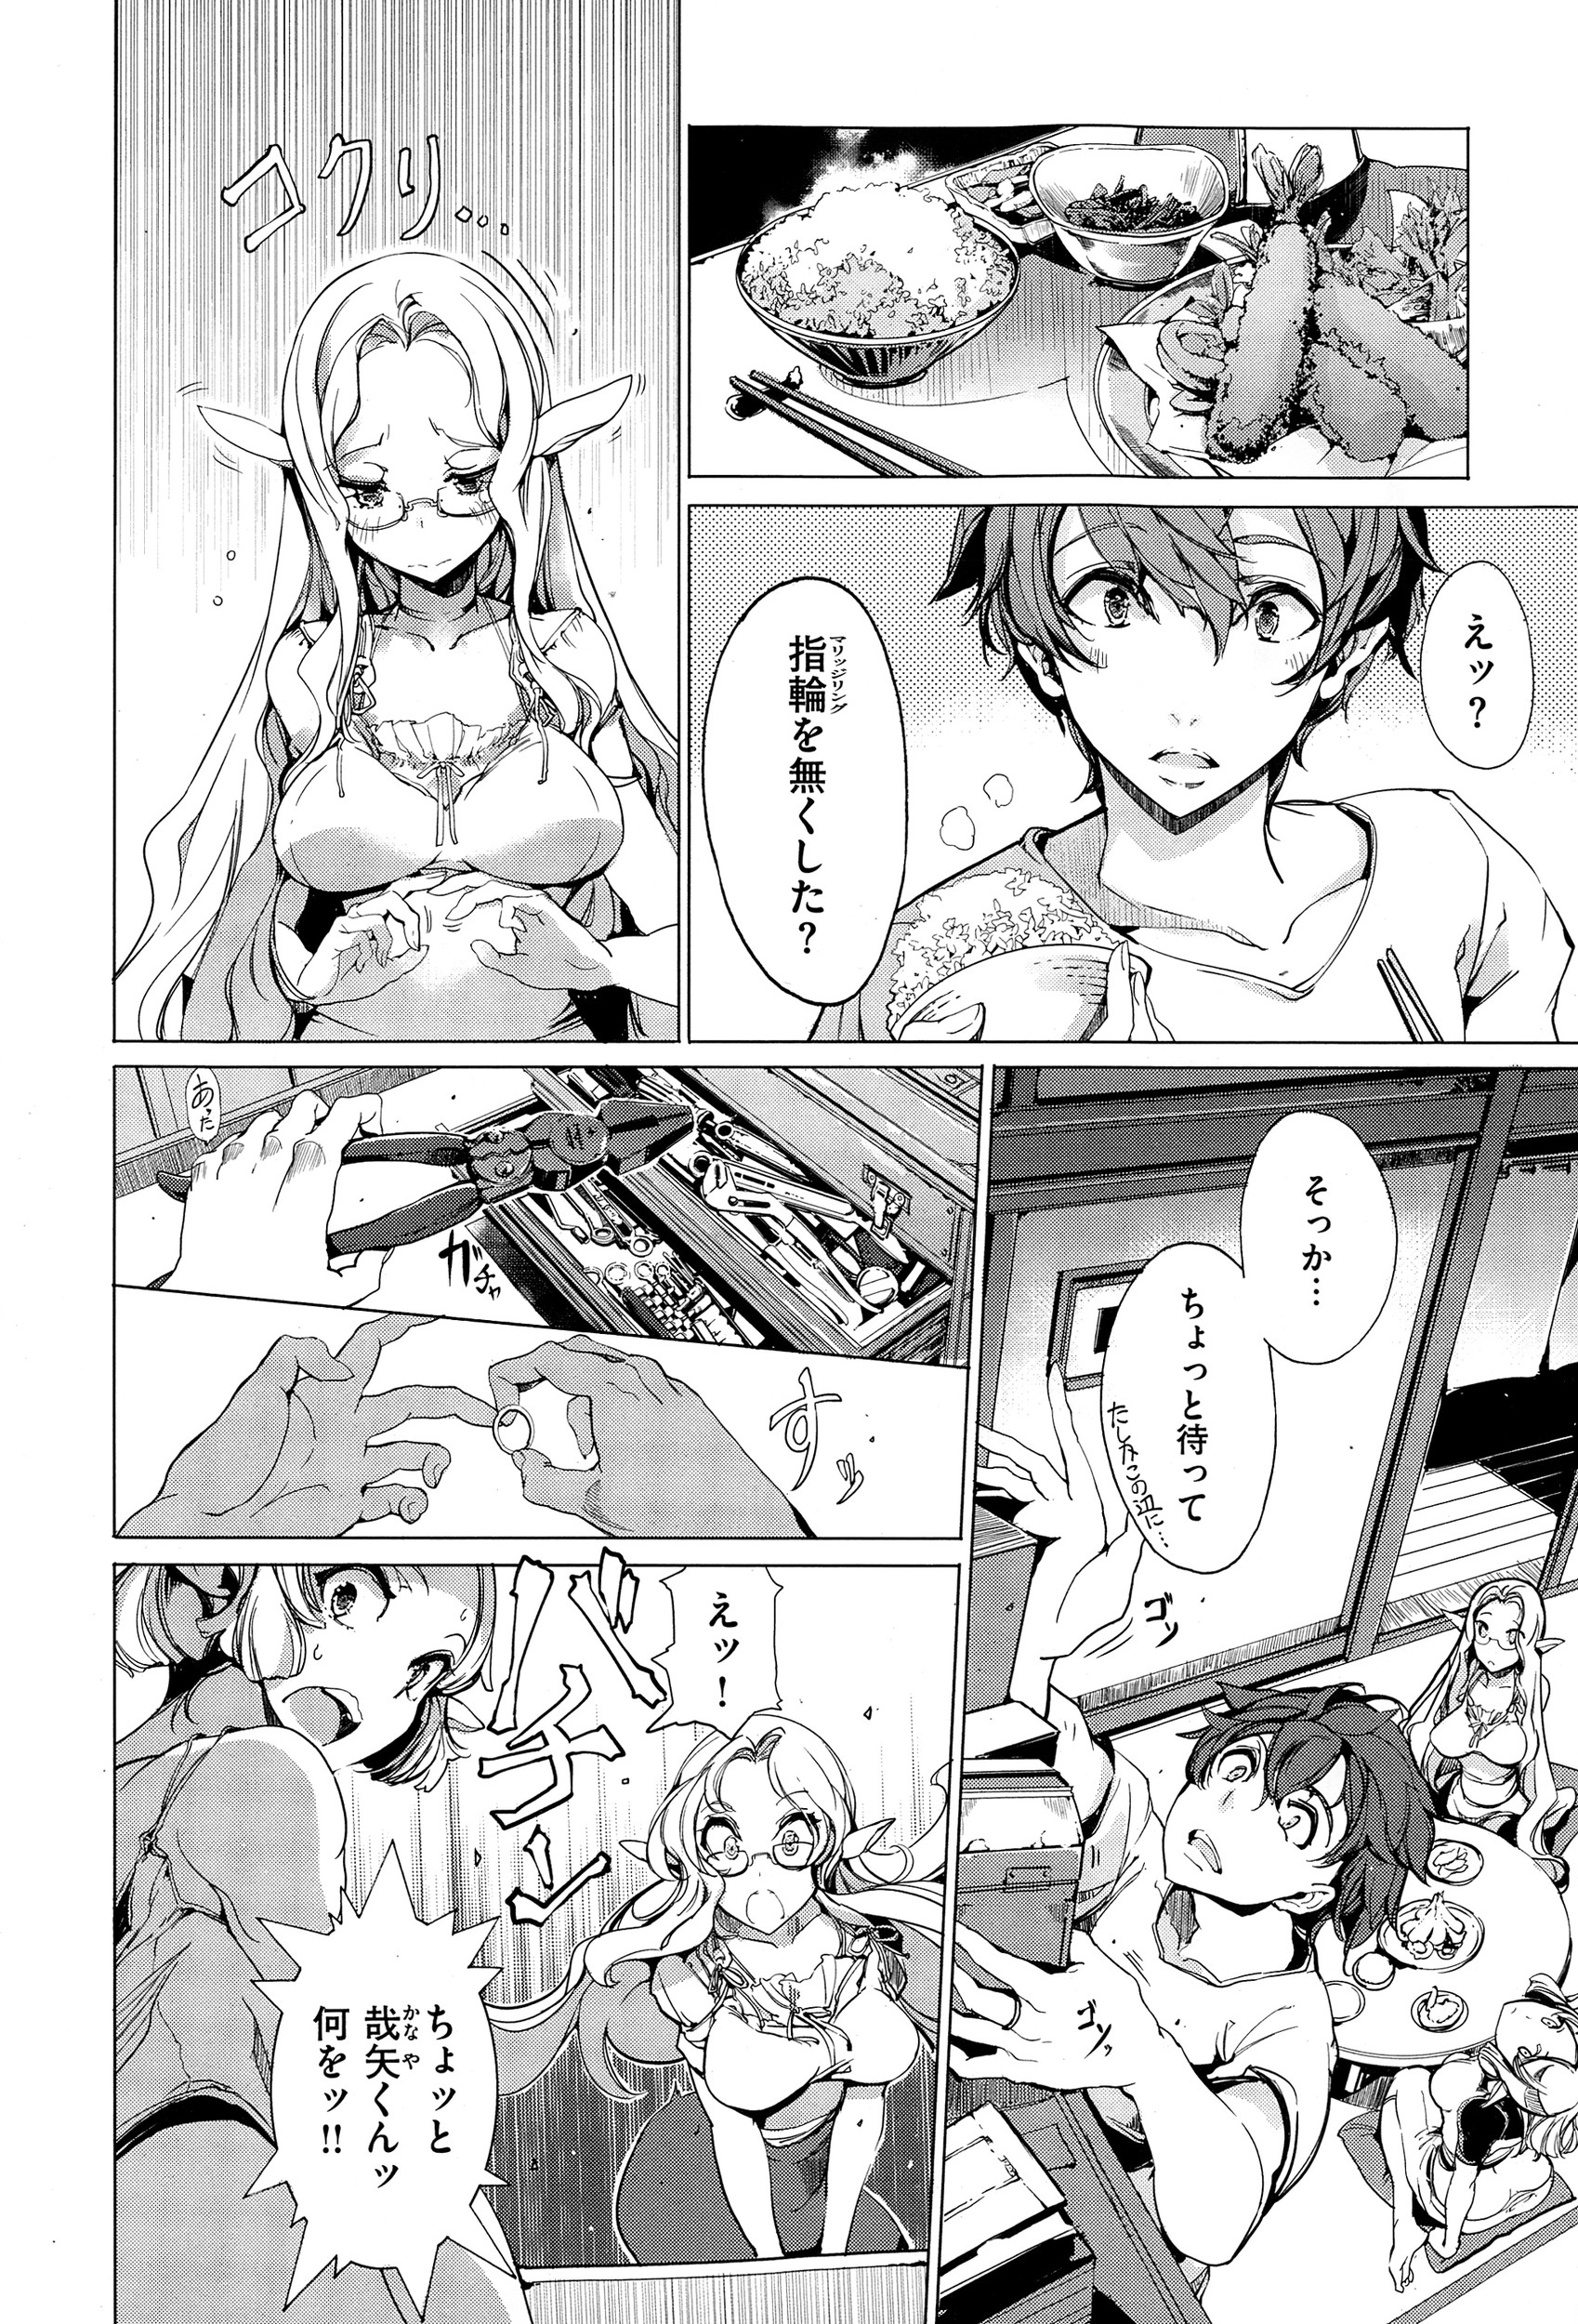 えッ?
指輪を無くした?
マリッジリング
コクリ…
そっか…
ちょっと待って
たしかこの辺に…
ゴソ
ゴソッ
あた
ガチャ
すッ
えッ!
バチン
ちょッと
哉矢くんッ
かなや
何をッ!!